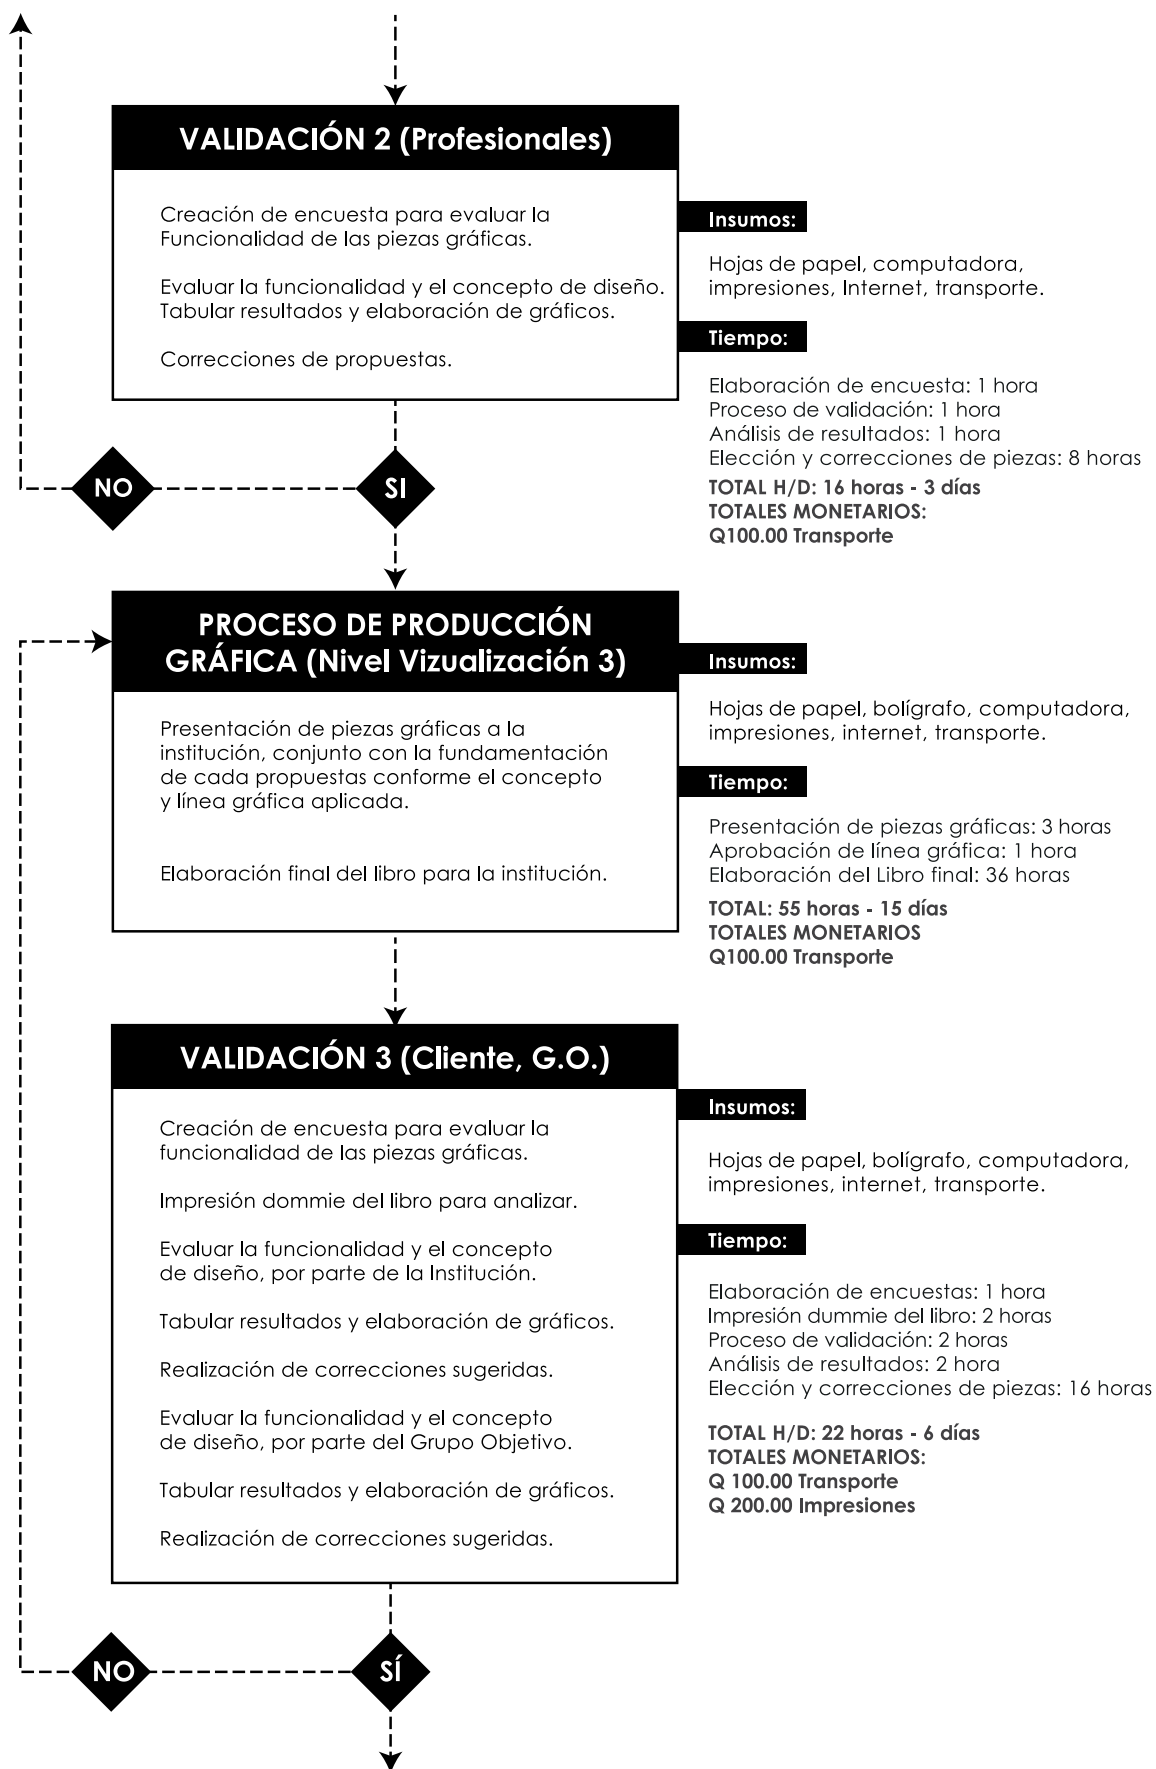 VALIDACIÓN 2 (Profesionales)
Creación de encuesta para evaluar la
Funcionalidad de las piezas gráficas.
Evaluar la funcionalidad y el concepto de diseño.
Tabular resultados y elaboración de gráficos.
Correcciones de propuestas.
Insumos:
Hojas de papel, computadora,
impresiones, Internet, transporte.
Tiempo:
Elaboración de encuesta: 1 hora
Proceso de validación: 1 hora
Análisis de resultados: 1 hora
Elección y correcciones de piezas: 8 horas
TOTAL H/D: 16 horas - 3 días
TOTALES MONETARIOS:
Q100.00 Transporte
NO
SI
PROCESO DE PRODUCCIÓN
GRÁFICA (Nivel Vizualización 3)
Presentación de piezas gráficas a la
institución, conjunto con la fundamentación
de cada propuestas conforme el concepto
y línea gráfica aplicada.
Elaboración final del libro para la institución.
Insumos:
Hojas de papel, bolígrafo, computadora,
impresiones, internet, transporte.
Tiempo:
Presentación de piezas gráficas: 3 horas
Aprobación de línea gráfica: 1 hora
Elaboración del Libro final: 36 horas
TOTAL: 55 horas - 15 días
TOTALES MONETARIOS
Q100.00 Transporte
VALIDACIÓN 3 (Cliente, G.O.)
Creación de encuesta para evaluar la
funcionalidad de las piezas gráficas.
Impresión dommie del libro para analizar.
Evaluar la funcionalidad y el concepto
de diseño, por parte de la Institución.
Tabular resultados y elaboración de gráficos.
Realización de correcciones sugeridas.
Evaluar la funcionalidad y el concepto
de diseño, por parte del Grupo Objetivo.
Tabular resultados y elaboración de gráficos.
Realización de correcciones sugeridas.
Insumos:
Hojas de papel, bolígrafo, computadora,
impresiones, internet, transporte.
Tiempo:
Elaboración de encuestas: 1 hora
Impresión dummie del libro: 2 horas
Proceso de validación: 2 horas
Análisis de resultados: 2 hora
Elección y correcciones de piezas: 16 horas
TOTAL H/D: 22 horas - 6 días
TOTALES MONETARIOS:
Q 100.00 Transporte
Q 200.00 Impresiones
NO
SÍ